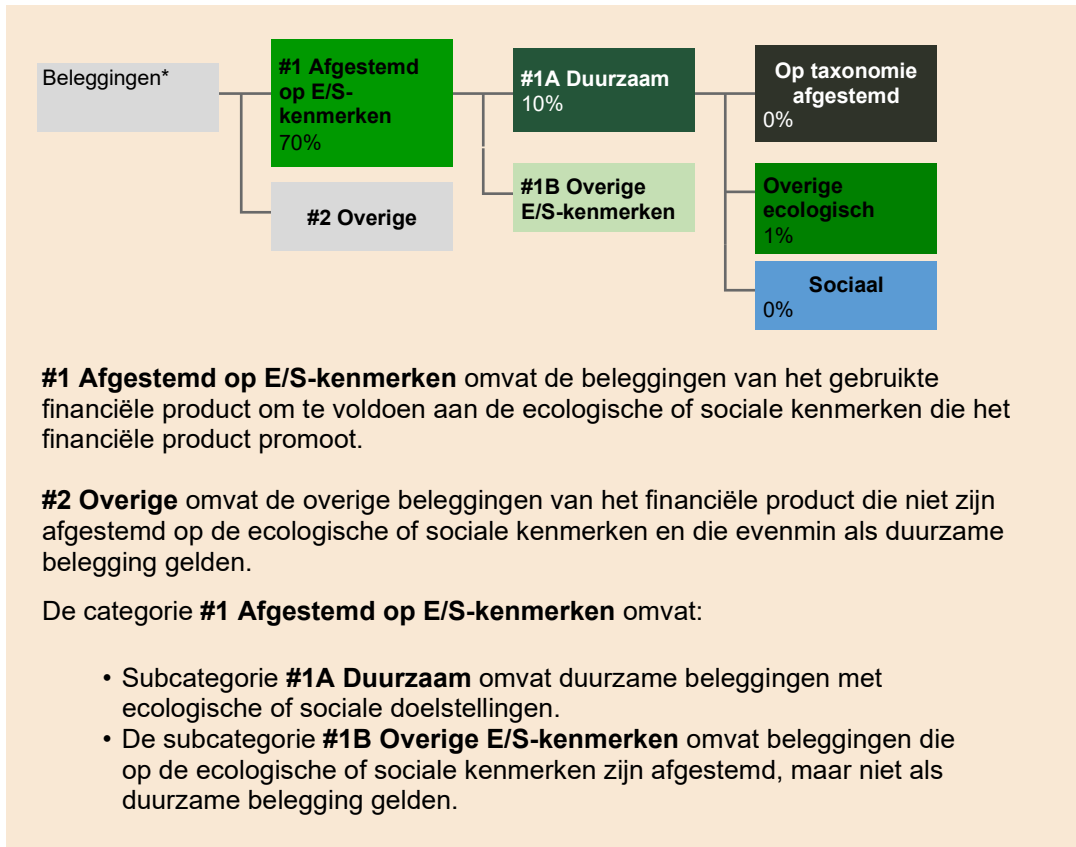 Beleggingen*
#1 Afgestemd
op E/S-
kenmerken
70%
#2 Overige
#1A Duurzaam
10%
#1B Overige
E/S-kenmerken
Op taxonomie
afgestemd
0%
Overige
ecologisch
1%
Sociaal
0%
#1 Afgestemd op E/S-kenmerken omvat de beleggingen van het gebruikte
financiële product om te voldoen aan de ecologische of sociale kenmerken die het
financiële product promoot.
#2 Overige omvat de overige beleggingen van het financiële product die niet zijn
afgestemd op de ecologische of sociale kenmerken en die evenmin als duurzame
belegging gelden.
De categorie #1 Afgestemd op E/S-kenmerken omvat:
• Subcategorie #1A Duurzaam omvat duurzame beleggingen met
ecologische of sociale doelstellingen.
• De subcategorie #1B Overige E/S-kenmerken omvat beleggingen die
op de ecologische of sociale kenmerken zijn afgestemd, maar niet als
duurzame belegging gelden.